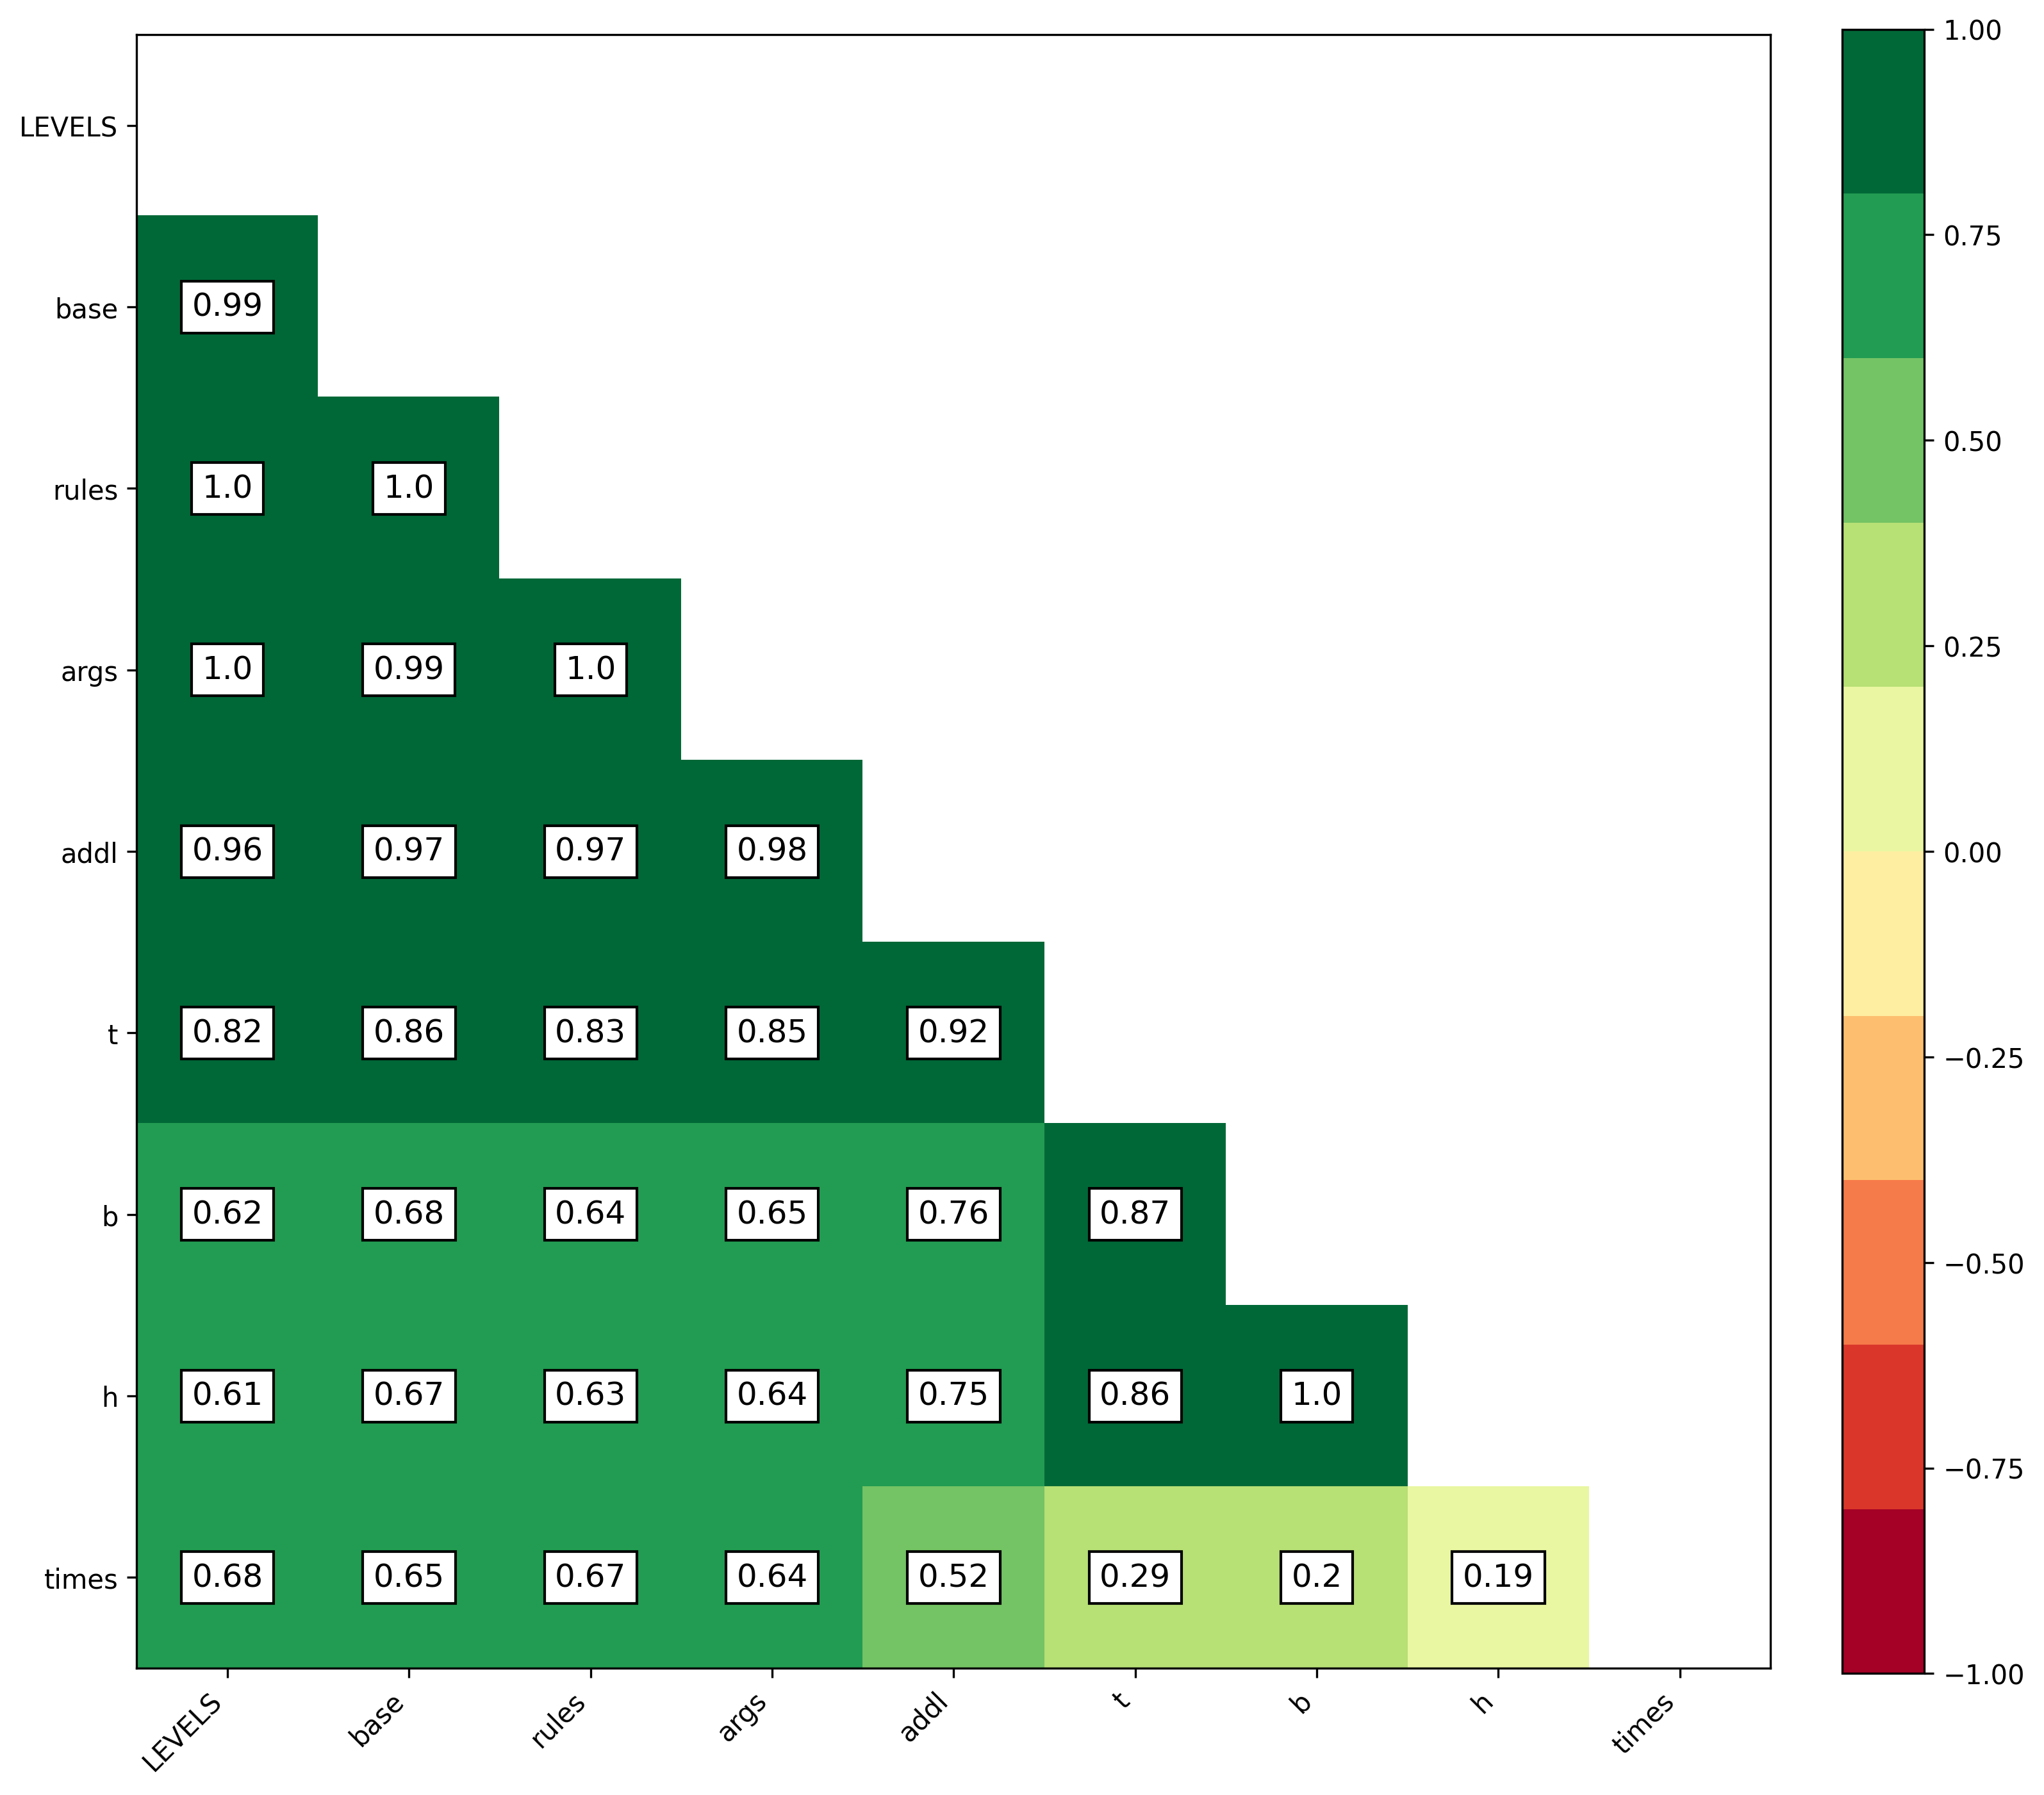 1.00
LEVELS
0.75
base 0.99
0.50
rules 1.0 1.0
0.25
args 1.0 0.99 1.0
0.00
addl 0.96 0.97 0.97 0.98
t 0.82 0.86 0.83 0.85 0.92
−0.25
b 0.62 0.68 0.64 0.65 0.76 0.87
−0.50
h 0.61 0.67 0.63 0.64 0.75 0.86 1.0
−0.75
times 0.68 0.65 0.67 0.64 0.52 0.29 0.2 0.19
−1.00
LEVELS base rules args addl t b h times